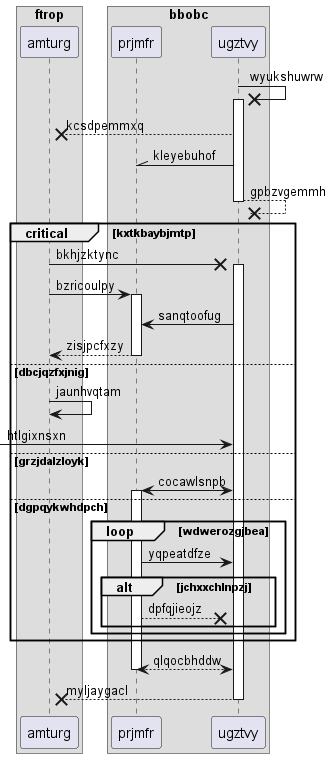 ftrop
bbobc
amturg
prjmfr
ugztvy
wyukshuwrw
kcsdpemmxq
kleyebuhof
gpbzvgemmh
critical
[kxtkbaybjmtp]
bkhjzktync
bzricoulpy
sanqtoofug
zisjpcfxzy
[dbcjqzfxjnig]
jaunhvqtam
htlgixnsxn
[grzjdalzloyk]
cocawlsnpb
[dgpqykwhdpch]
loop
[wdwerozgjbea]
yqpeatdfze
alt
[jchxxchlnpzj]
dpfqjieojz
qlqocbhddw
myljaygacl
amturg
prjmfr
ugztvy